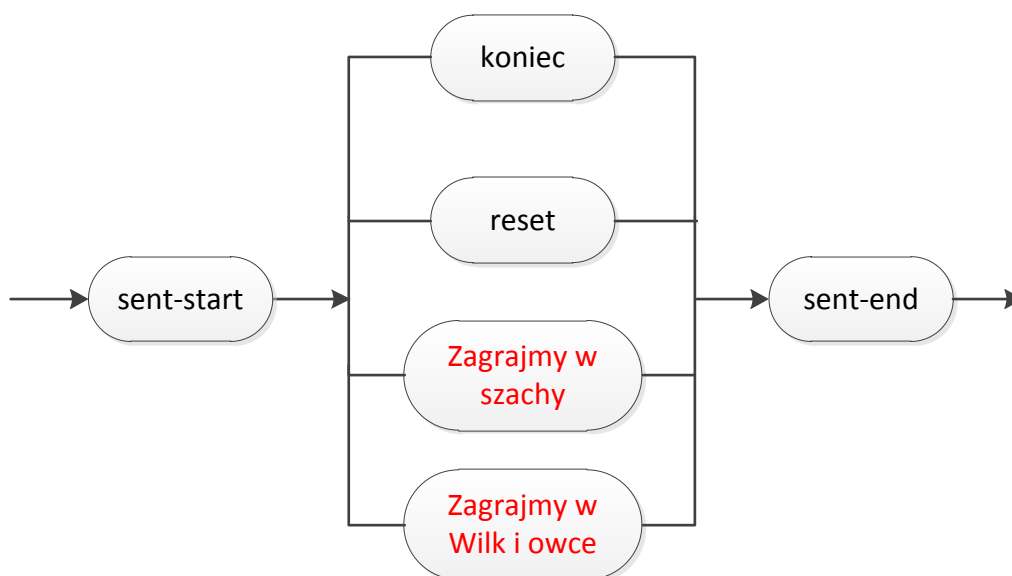 koniec
reset
sent-start
sent-end
Zagrajmy w
szachy
Zagrajmy w
Wilk i owce